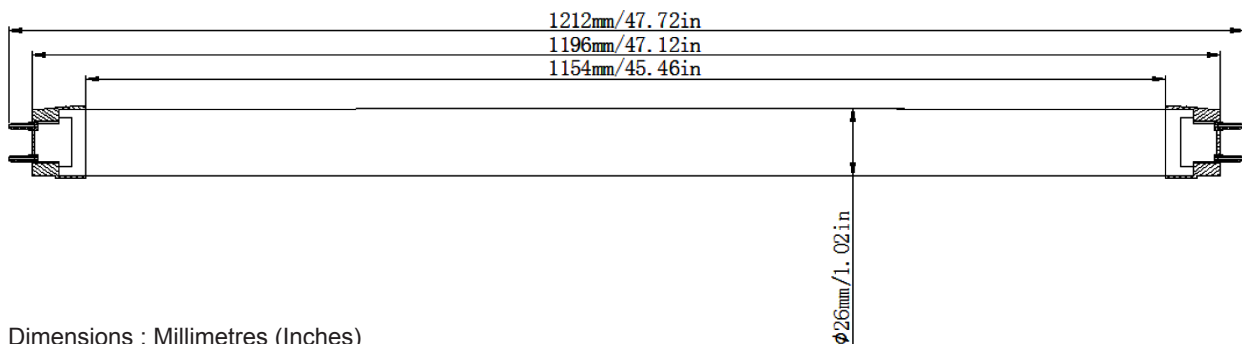 1212mm/47.72in
1196mm/47.12in
1154mm/45.46in
ϕ26mm/1.02in
Dimensions : Millimetres (Inches)